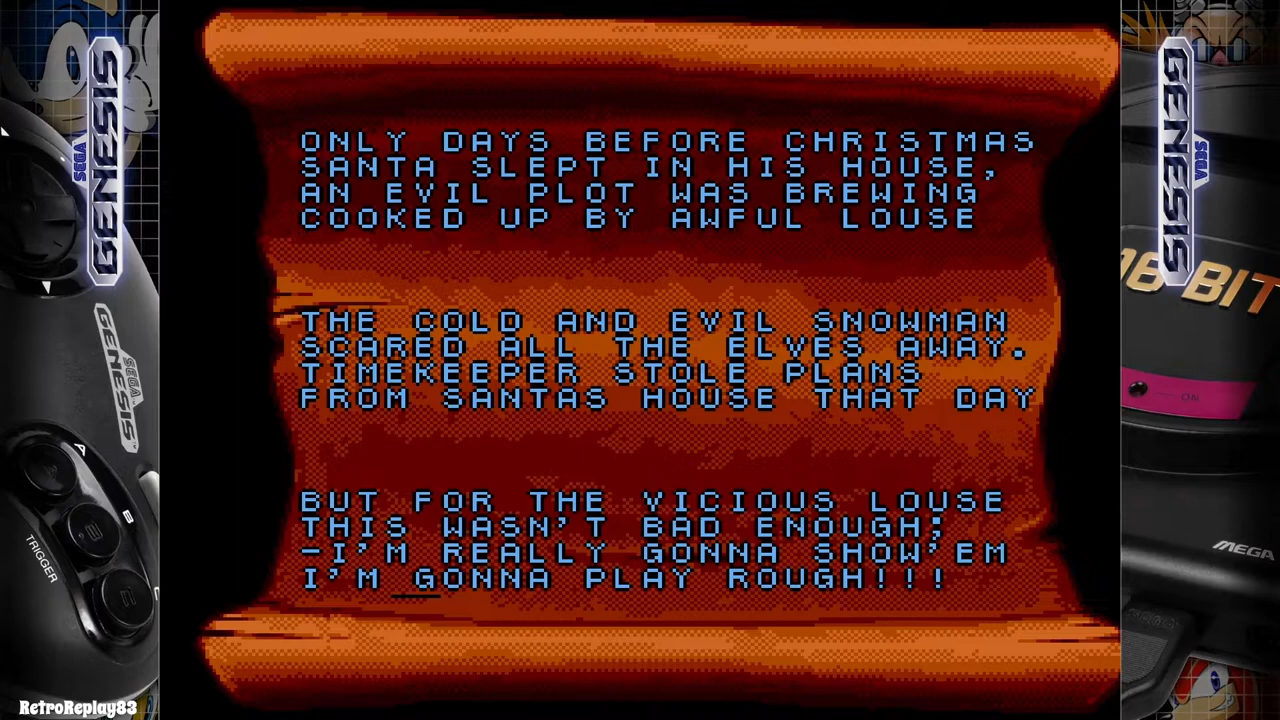 ONLY DAYS BEFORE CHRISTMAS
SANTA SLEPT IN HIS HOUSE,
AN EVIL PLOT WAS BREWING
COOKED UP BY AWFUL LOUSE
THE COLD AND EVIL SNOWMAN
SCARED ALL THE ELVES AWAY.
TIMEKEEPER STOLE PLANS
FROM SANTAS HOUSE THAT DAY
BUT FOR THE VICIOUS LOUSE
THIS WASN'T BAD ENOUGH;
-I'M REALLY GONNA SHOW'EM
I'M GONNA PLAY ROUGH!!!
SEGA GENESIS
SEGA GENESIS
A
B
TRIGGER
GENESIS SEGA
16-BIT
ON
MEGA
RetroReplay83